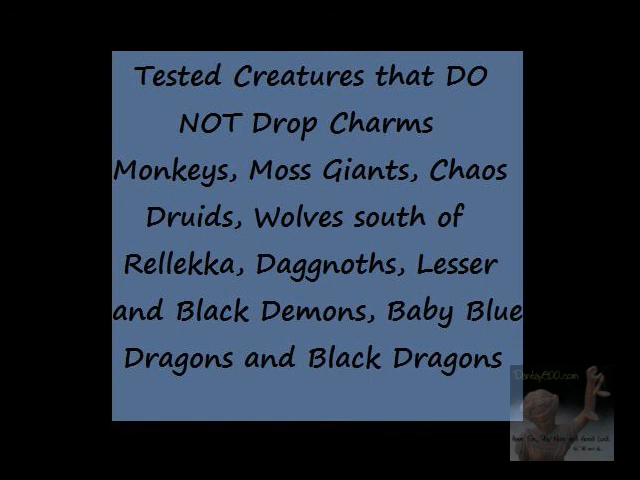 Tested Creatures that DO
NOT Drop Charms
Monkeys, Moss Giants, Chaos
Druids, Wolves south of
Rellekka, Daggnoths, Lesser
and Black Demons, Baby Blue
Dragons and Black Dragons